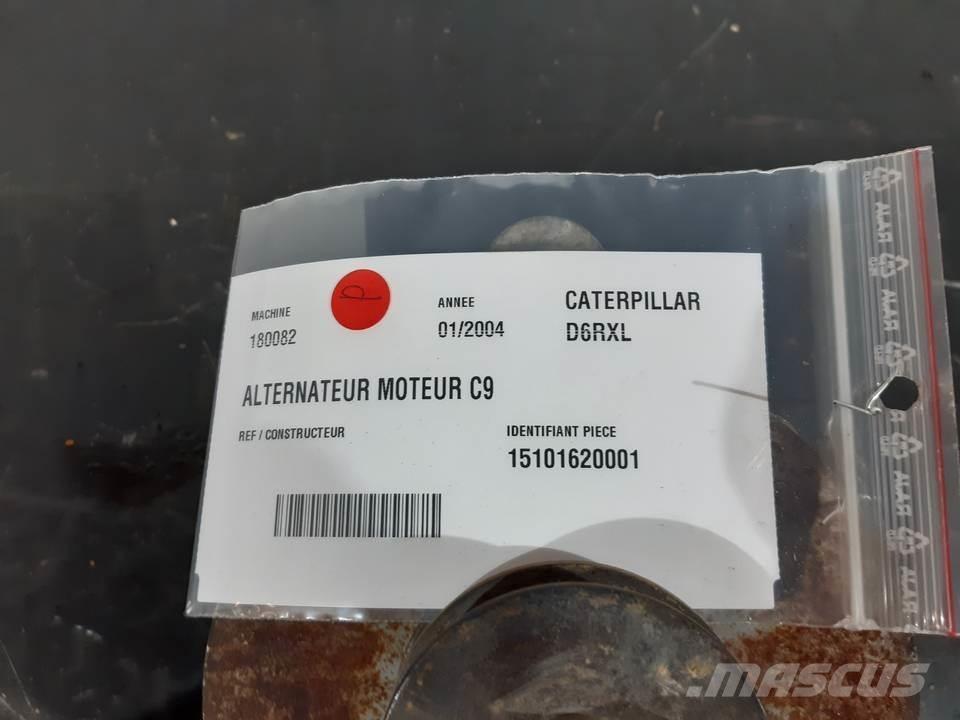 MACHINE
180082
ANNEE
01/2004
CATERPILLAR
D6RXL
ALTERNATEUR MOTEUR C9
REF / CONSTRUCTEUR
IDENTIFIANT PIECE
15101620001
MASCUS